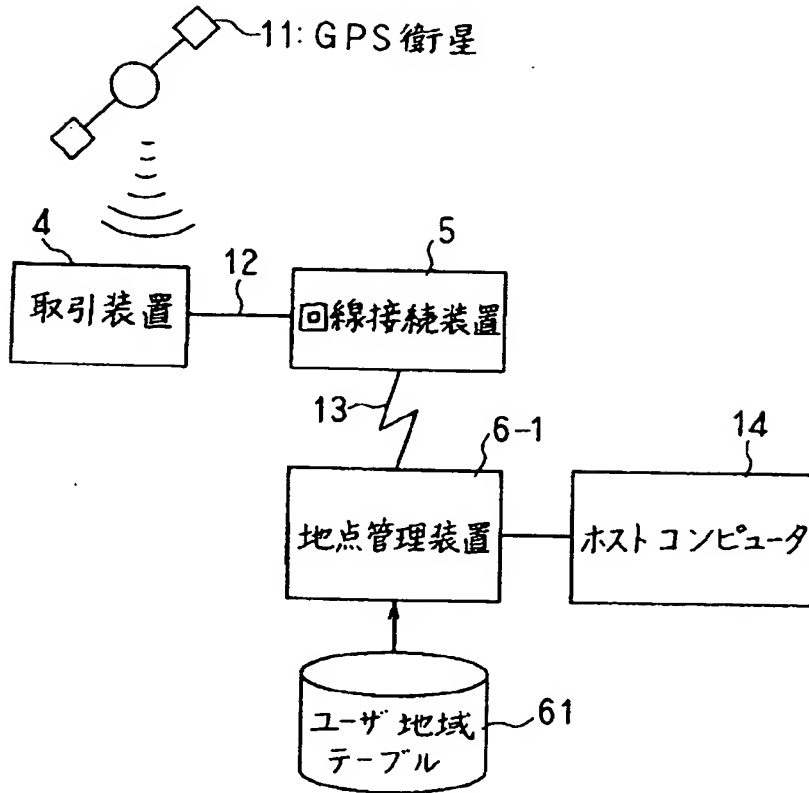 11:GPS衛星
4
取引装置
12
5
回線接続装置
13
6-1
地点管理装置
14
ホストコンピュータ
ユーザ地域
テーブル
61